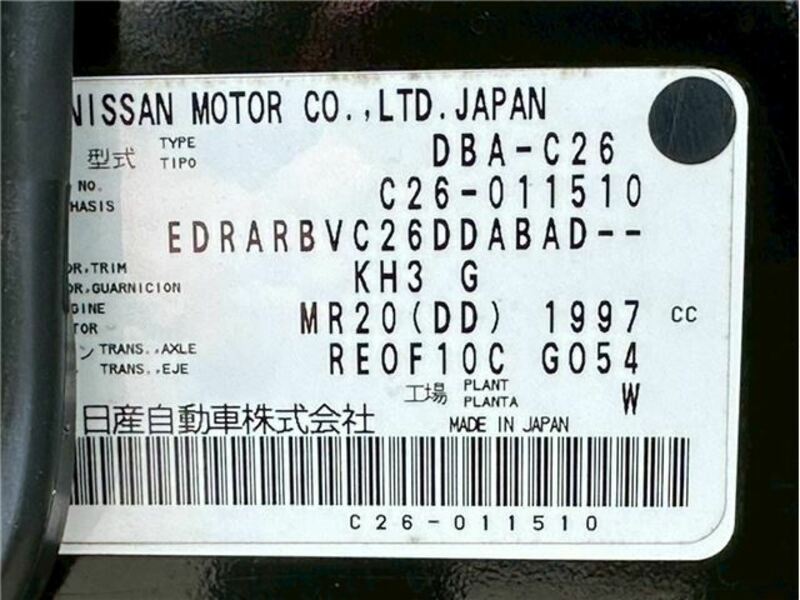 NISSAN MOTOR CO.,LTD.JAPAN
型式 TYPE TIPO DBA-C26
NO. HASIS C26-011510
EDRARBVC26DDABAD--
OR,TRIM
OR,GUARNICION KH3 G
GINE
TOR MR20(DD) 1997 CC
ン TRANS.,AXLE
TRANS.,EJE RE0F10C G054
工場 PLANT PLANTA W
日産自動車株式会社 MADE IN JAPAN
C26-011510